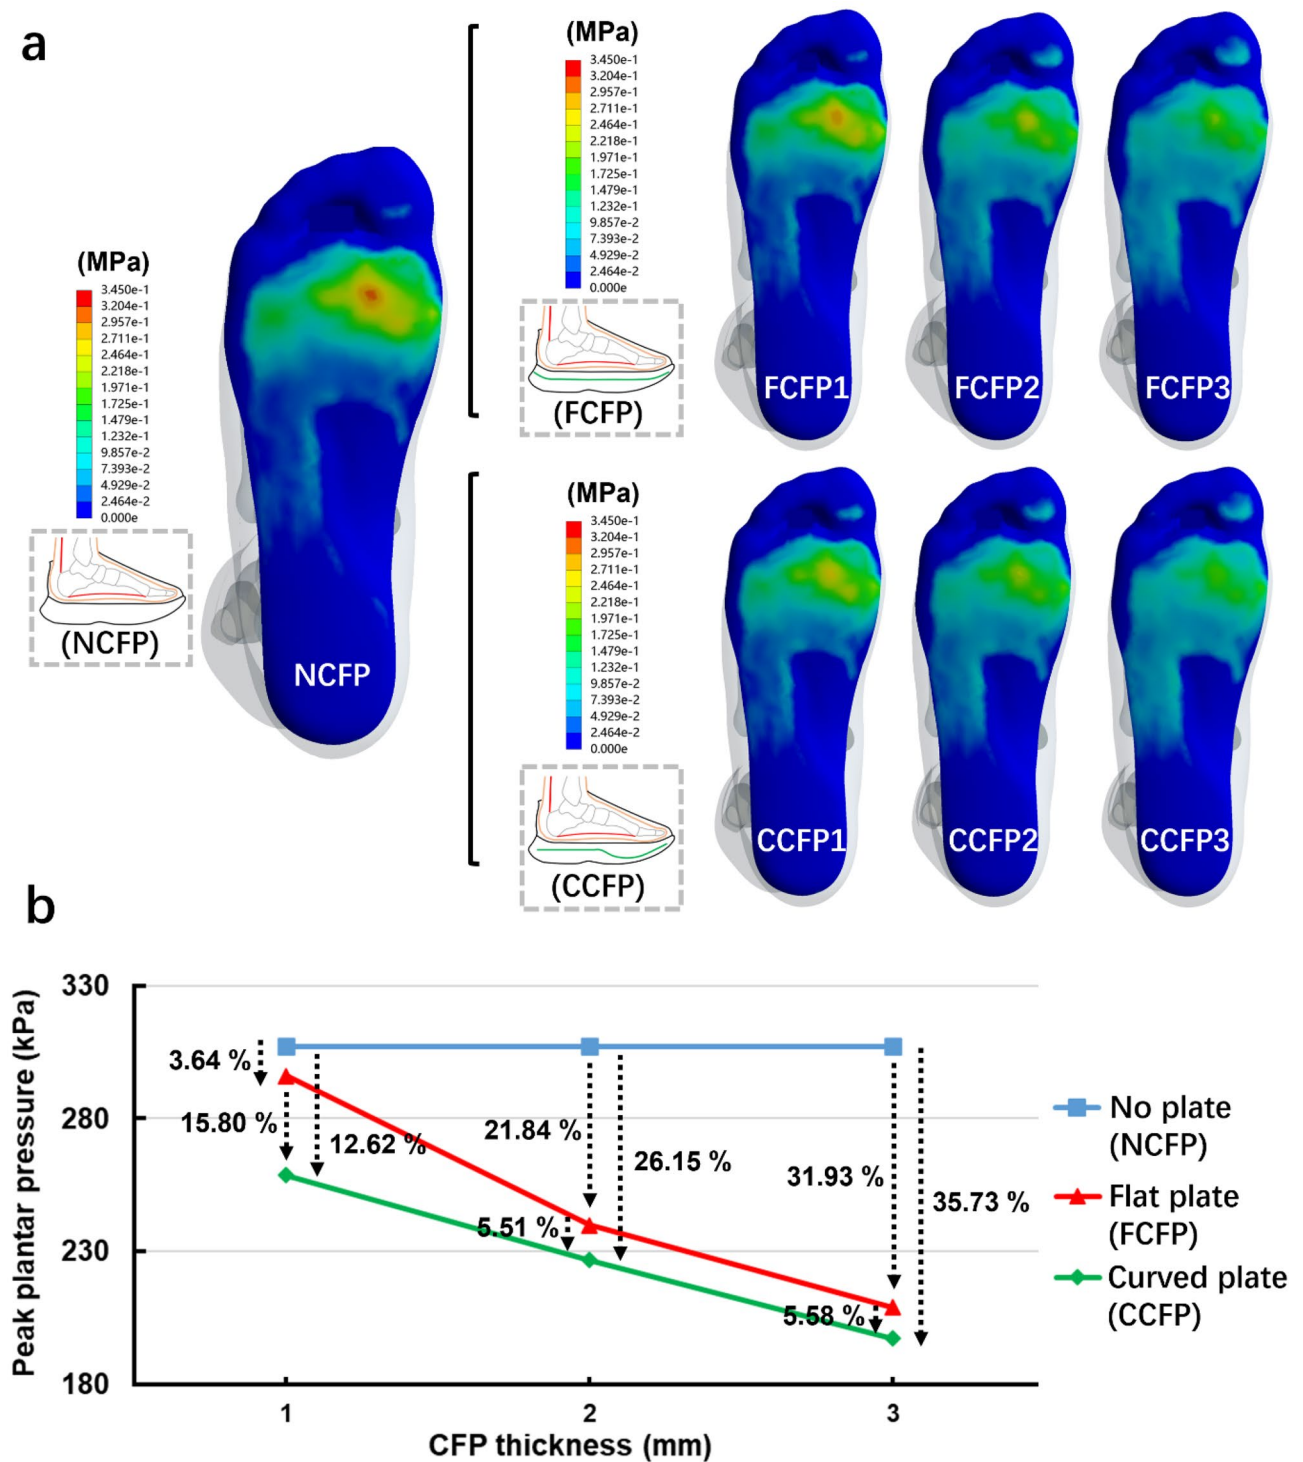 a
(MPa)
3.450e-1
3.204e-1
2.957e-1
2.711e-1
2.464e-1
2.218e-1
1.971e-1
1.725e-1
1.479e-1
1.232e-1
9.857e-2
7.393e-2
4.929e-2
2.464e-2
0.000e
(NCFP)
NCFP
(MPa)
3.450e-1
3.204e-1
2.957e-1
2.711e-1
2.464e-1
2.218e-1
1.971e-1
1.725e-1
1.479e-1
1.232e-1
9.857e-2
7.393e-2
4.929e-2
2.464e-2
0.000e
(FCFP)
FCFP1
FCFP2
FCFP3
(MPa)
3.450e-1
3.204e-1
2.957e-1
2.711e-1
2.464e-1
2.218e-1
1.971e-1
1.725e-1
1.479e-1
1.232e-1
9.857e-2
7.393e-2
4.929e-2
2.464e-2
0.000e
(CCFP)
CCFP1
CCFP2
CCFP3
b
Peak plantar pressure (kPa)
330
280
230
180
3.64 %
15.80 %
12.62 %
21.84 %
26.15 %
5.51 %
31.93 %
35.73 %
5.58 %
1
2
3
CFP thickness (mm)
No plate
(NCFP)
Flat plate
(FCFP)
Curved plate
(CCFP)